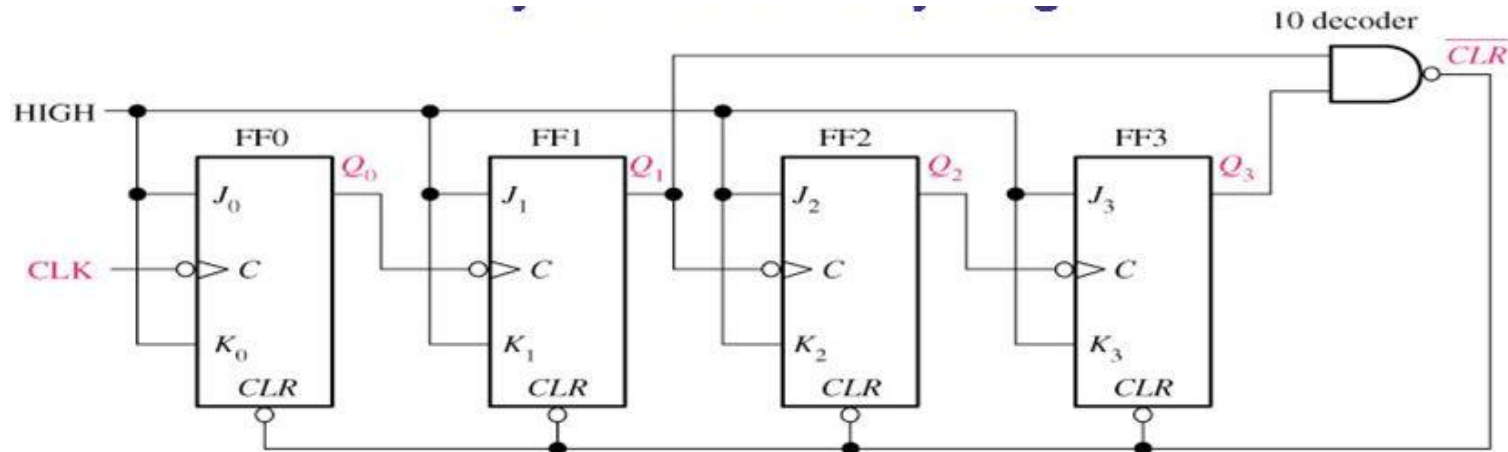 10 decoder
CLR
HIGH
FF0
FF1
FF2
FF3
Q0
Q1
Q2
Q3
J0
J1
J2
J3
CLK
C
C
C
C
K0
K1
K2
K3
CLR
CLR
CLR
CLR